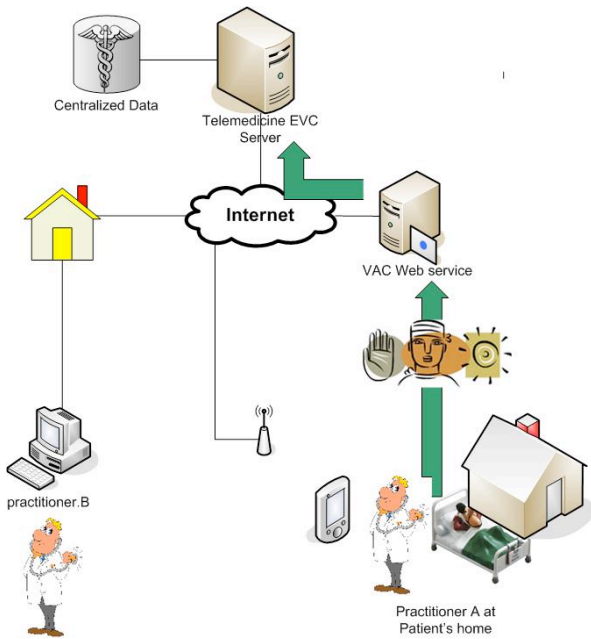 Centralized Data
Telemedicine EVC
Server
Internet
VAC Web service
practitioner.B
Practitioner A at
Patient's home